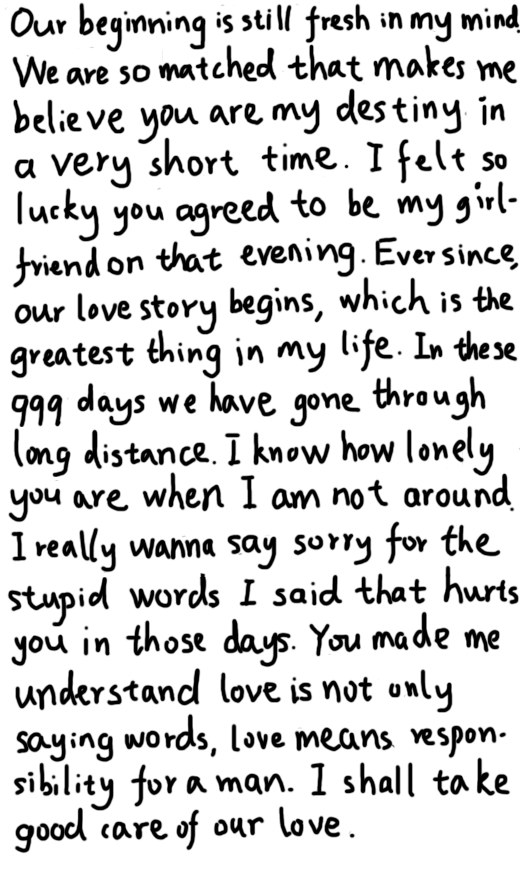 Our beginning is still fresh in my mind.
We are so matched that makes me
believe you are my destiny in
a very short time. I felt so
lucky you agreed to be my girl-
friend on that evening. Ever since,
our love story begins, which is the
greatest thing in my life. In these
999 days we have gone through
long distance. I know how lonely
you are when I am not around.
I really wanna say sorry for the
stupid words I said that hurts
you in those days. You made me
understand love is not only
saying words, love means respon-
sibility for a man. I shall take
good care of our love.